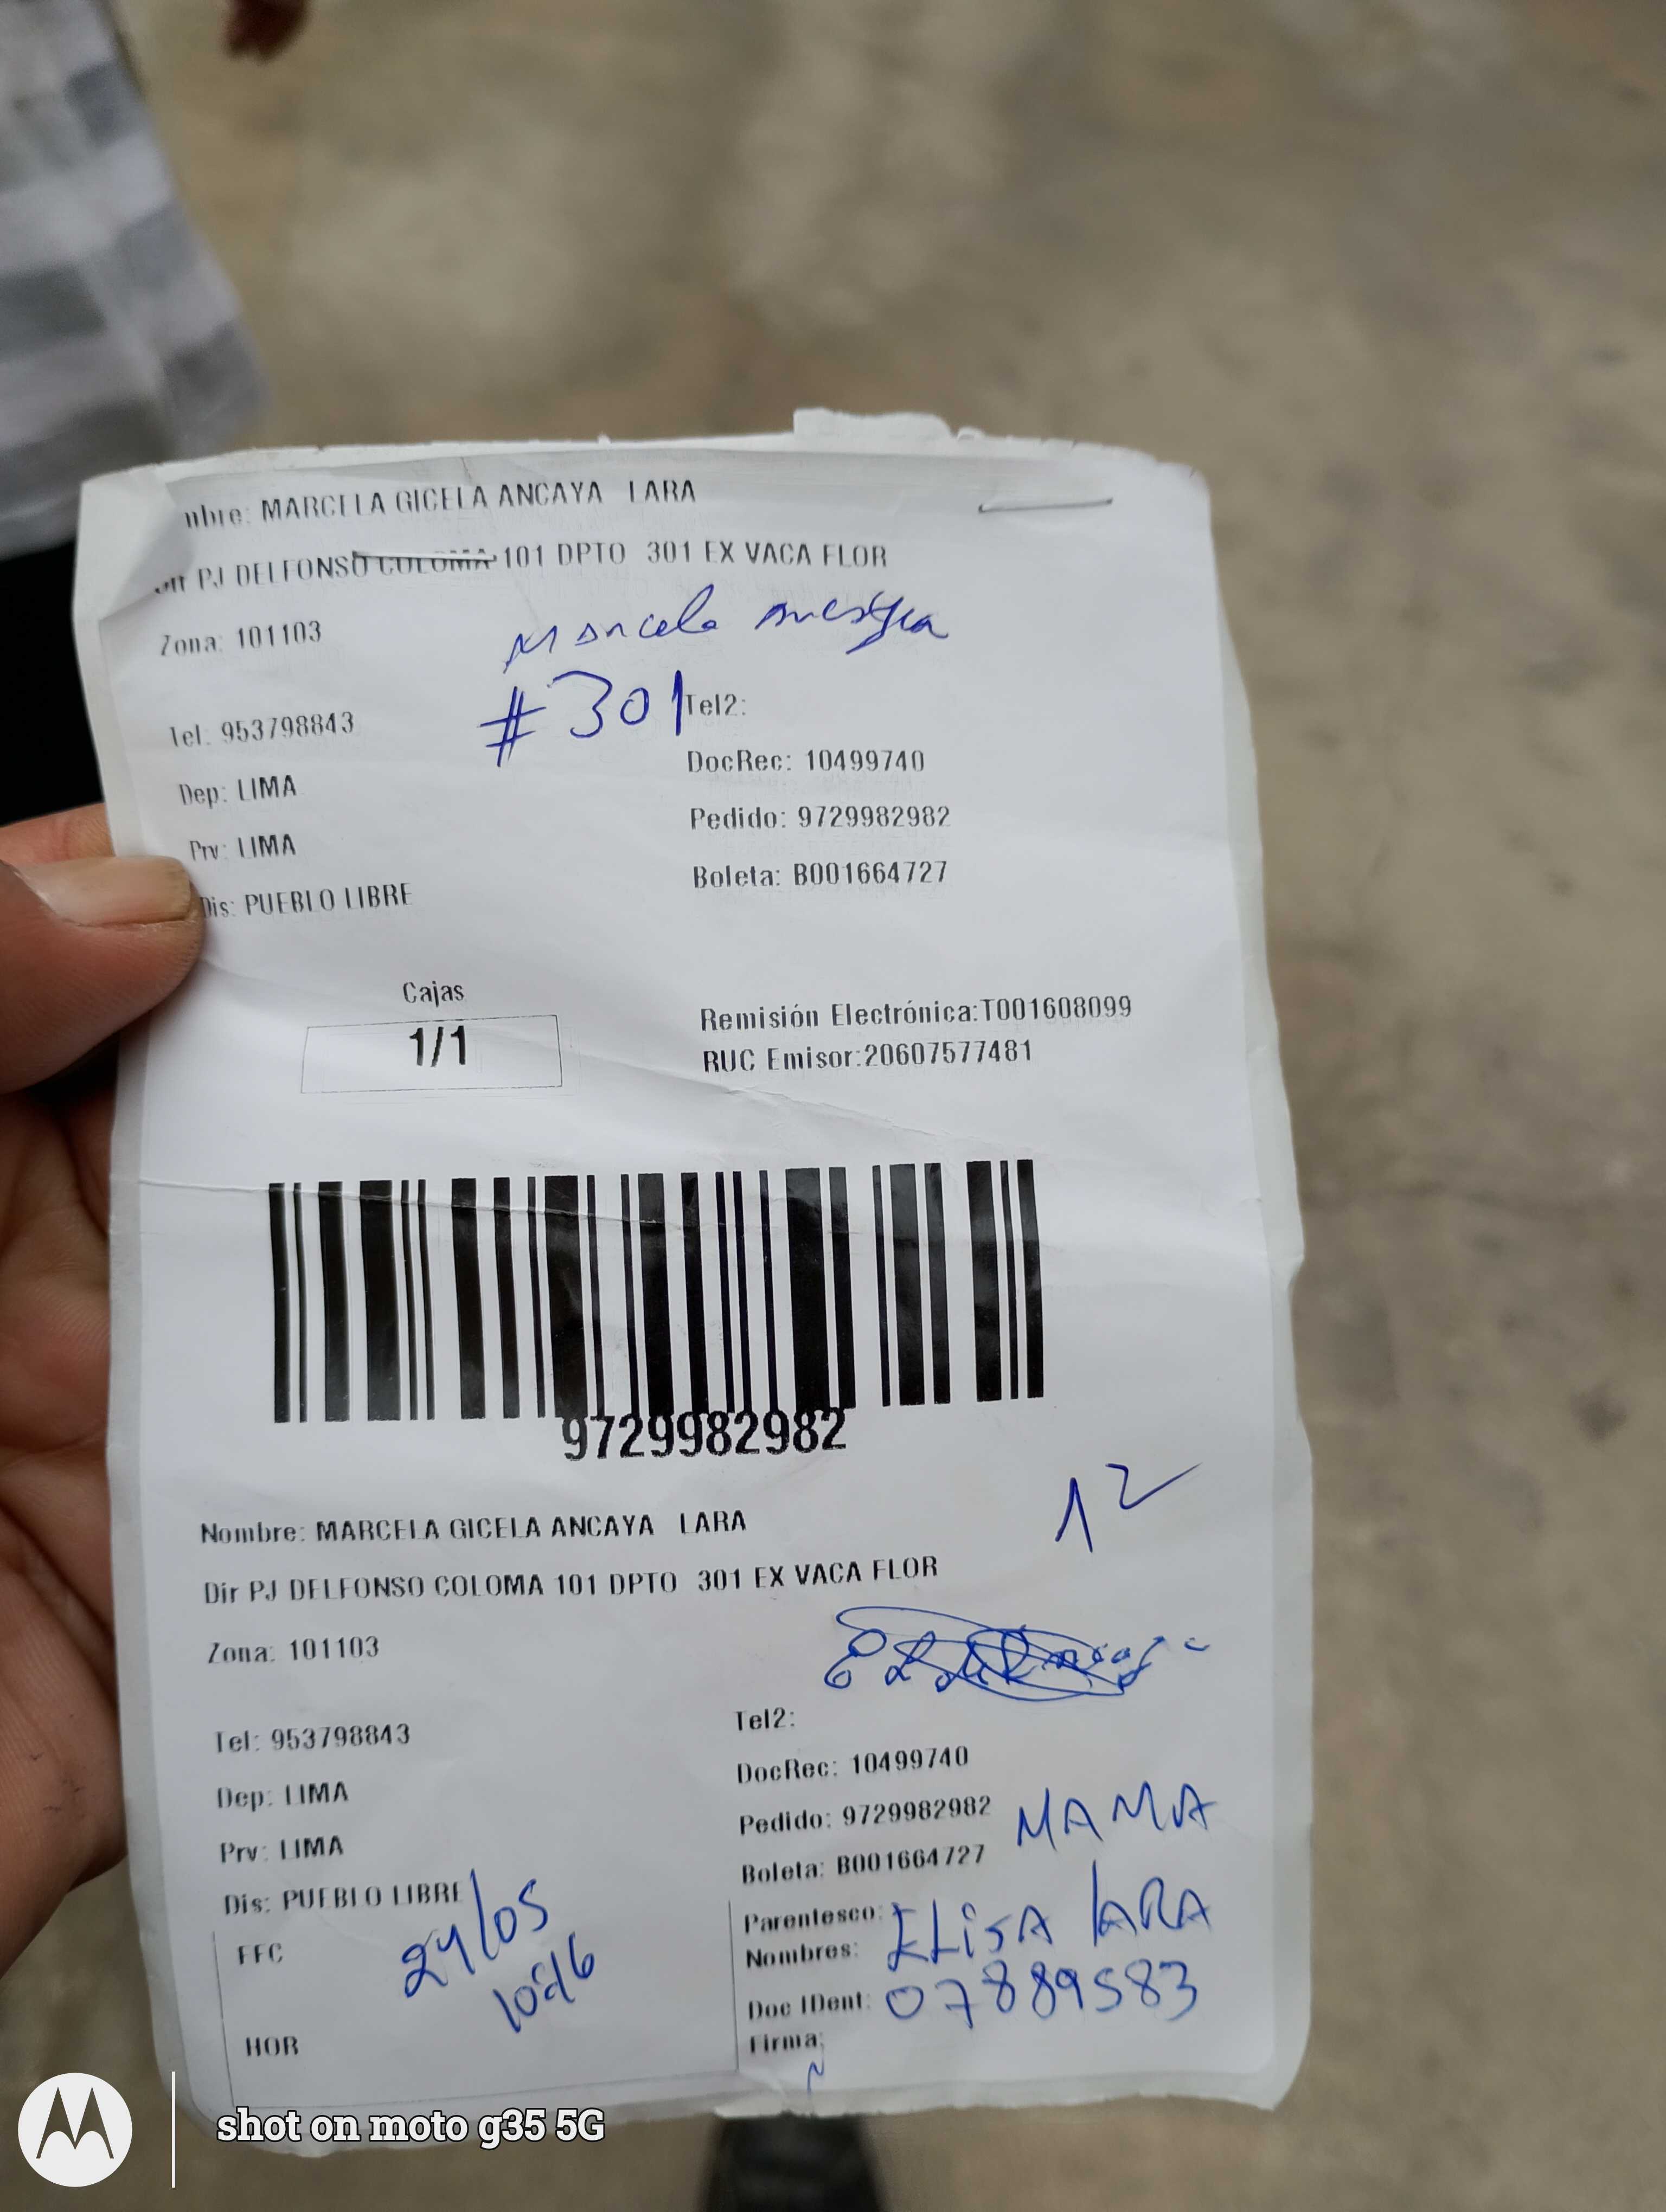 nbre: MARCELA GICELA ANCAYA LARA
Dir PJ DELFONSO COLOMA 101 DPTO 301 EX VACA FLOR
Zona: 101103
Marcela
#301
Tel: 953798843
Tel2:
Dep: LIMA
DocRec: 10499740
Prv: LIMA
Pedido: 9729982982
Dis: PUEBLO LIBRE
Boleta: B001664727
Cajas
1/1
Remisión Electrónica:T001608099
RUC Emisor:20607577481
9729982982
12
Nombre: MARCELA GICELA ANCAYA LARA
Dir PJ DELFONSO COLOMA 101 DPTO 301 EX VACA FLOR
Zona: 101103
Tel: 953798843
Tel2:
Dep: LIMA
DocRec: 10499740
Prv: LIMA
Pedido: 9729982982
MAMA
Dis: PUEBLO LIBRE
Boleta: B001664727
FFC
24/05
Parentesco:
Nombres: ELISA LARA
Doc IDent: 07889583
HOR
Firma:
shot on moto g35 5G